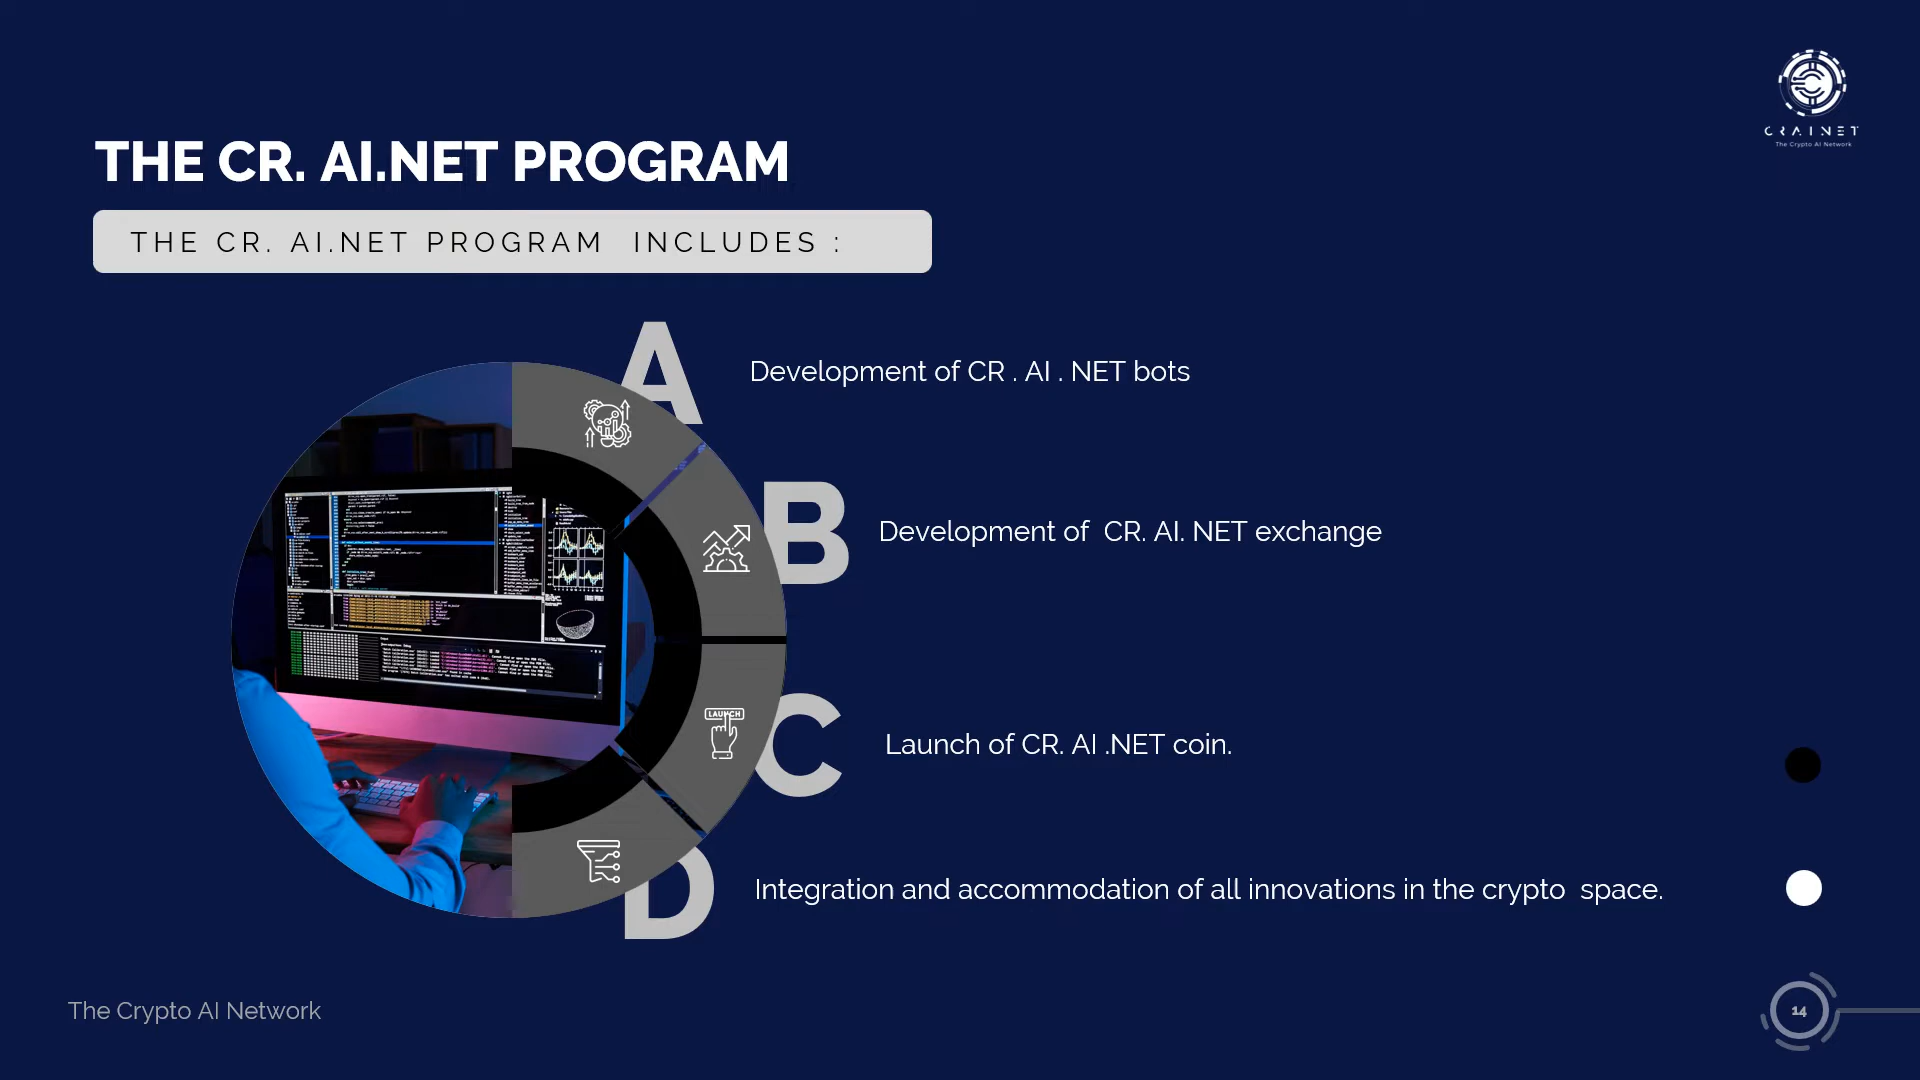 CRAINET
The Crypto AI Network
THE CR. AI.NET PROGRAM
THE CR. AI.NET PROGRAM  INCLUDES :
A
Development of CR . AI . NET bots
B
Development of  CR. AI. NET exchange
LAUNCH
C
Launch of CR. AI .NET coin.
D
Integration and accommodation of all innovations in the crypto  space.
The Crypto AI Network
14